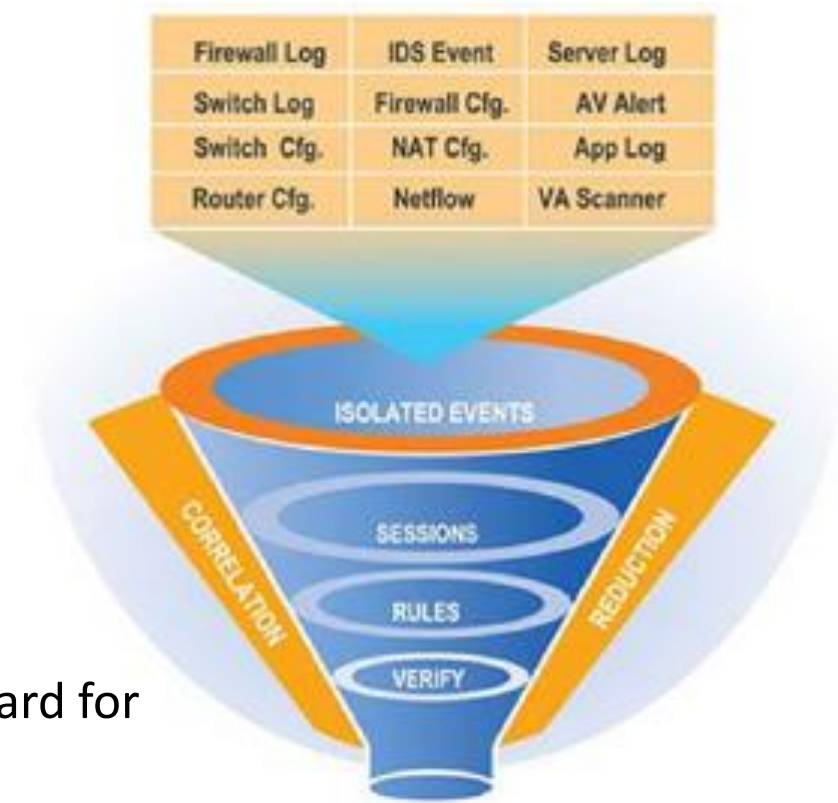 Firewall Log IDS Event Server Log
Switch Log Firewall Cfg. AV Alert
Switch Cfg. NAT Cfg. App Log
Router Cfg. Netflow VA Scanner
ISOLATED EVENTS
CORRELATION
REDUCTION
SESSIONS
RULES
VERIFY
ard for